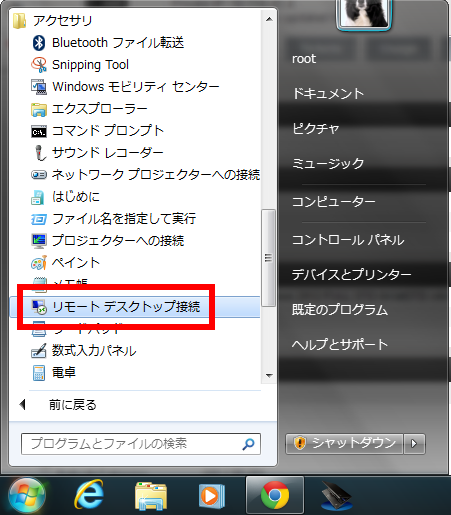 アクセサリ
Bluetooth ファイル転送
Snipping Tool
Windows モビリティ センター
エクスプローラー
コマンド プロンプト
サウンド レコーダー
ネットワーク プロジェクターへの接続
はじめに
ファイル名を指定して実行
プロジェクターへの接続
ペイント
メモ帳
リモート デスクトップ接続
ワードパッド
数式入力パネル
電卓
前に戻る
プログラムとファイルの検索
root
ドキュメント
ピクチャ
ミュージック
コンピューター
コントロール パネル
デバイスとプリンター
既定のプログラム
ヘルプとサポート
シャットダウン